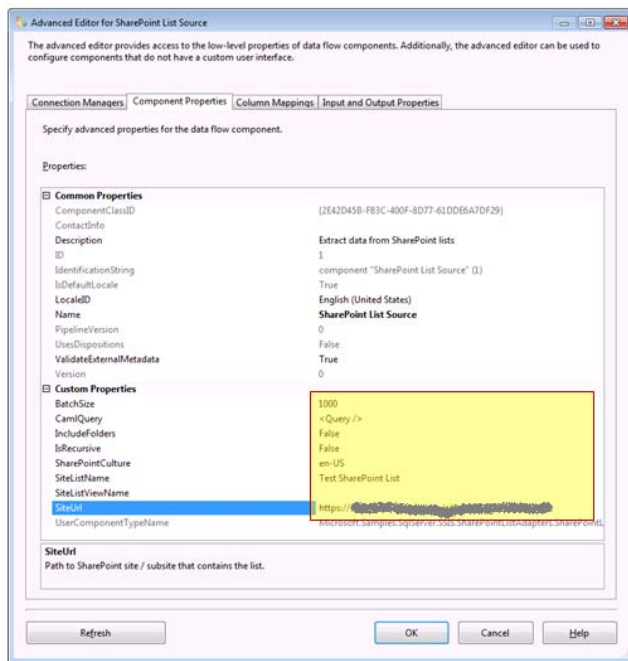 Advanced Editor for SharePoint List Source
The advanced editor provides access to the low-level properties of data flow components. Additionally, the advanced editor can be used to
configure components that do not have a custom user interface.
Connection Managers Component Properties Column Mappings Input and Output Properties
Specify advanced properties for the data flow component.
Properties:
Common Properties
ComponentClassID {2E42D45B-F83C-400F-8D77-61DDE6A7DF29}
ContactInfo
Description Extract data from SharePoint lists
ID 1
IdentificationString component "SharePoint List Source" (1)
IsDefaultLocale True
LocaleID English (United States)
Name SharePoint List Source
PipelineVersion 0
UsesDispositions False
ValidateExternalMetadata True
Version 0
Custom Properties
BatchSize 1000
CamlQuery <Query />
IncludeFolders False
IsRecursive False
SharePointCulture en-US
SiteListName Test SharePoint List
SiteListViewName
SiteUrl https://
UserComponentTypeName Microsoft.Samples.SqlServer.SSIS.SharePointListAdapters.SharePointL
SiteUrl
Path to SharePoint site / subsite that contains the list.
Refresh OK Cancel Help